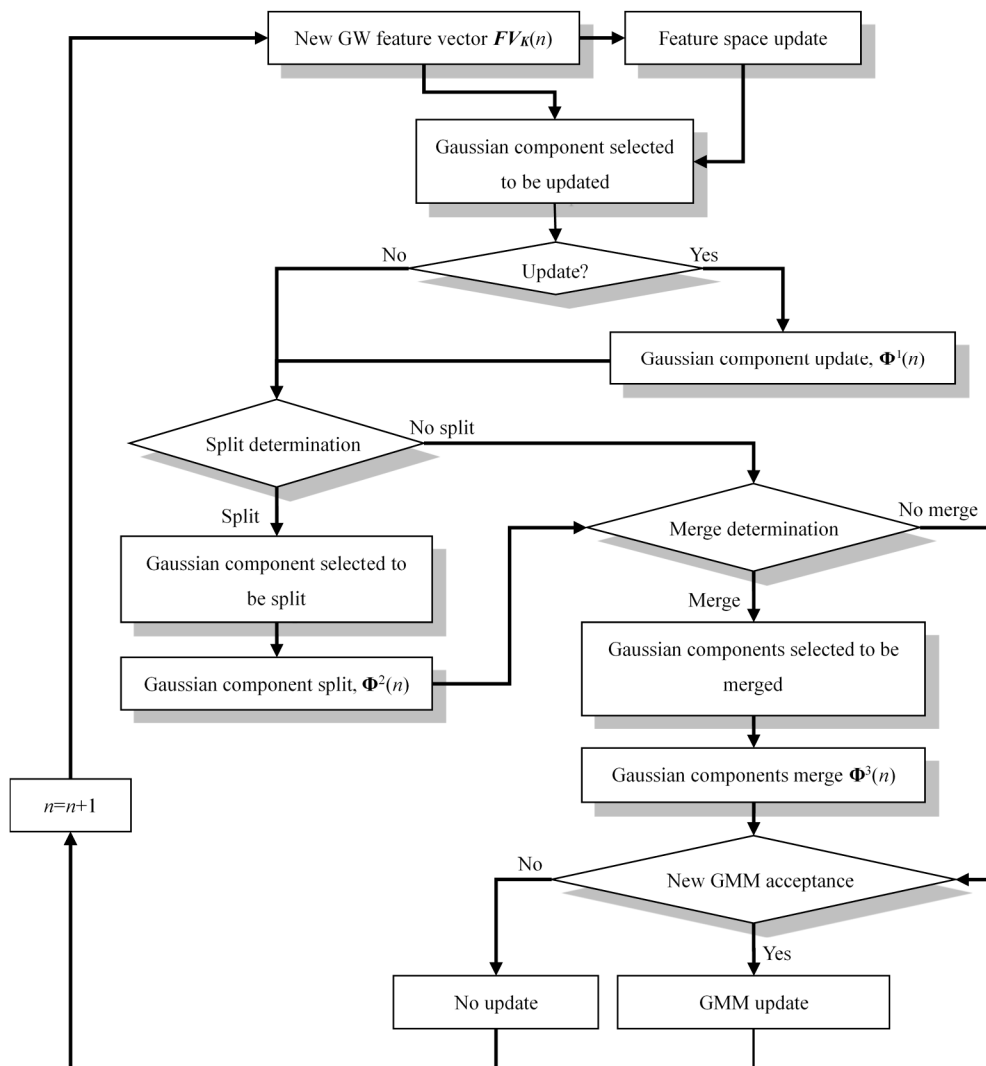 New GW feature vector FV_K(n)
Feature space update
Gaussian component selected
to be updated
No
Yes
Update?
Gaussian component update, Φ¹(n)
No split
Split determination
No merge
Split
Merge determination
Gaussian component selected to
be split
Merge
Gaussian components selected to be
merged
Gaussian component split, Φ²(n)
Gaussian components merge Φ³(n)
n=n+1
No
New GMM acceptance
Yes
No update
GMM update